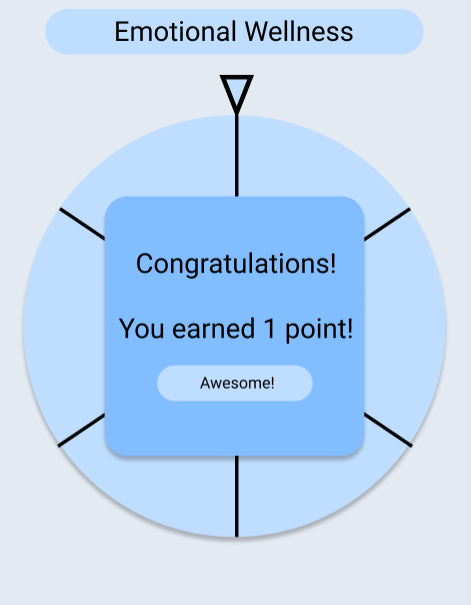 Emotional Wellness
Congratulations!
You earned 1 point!
Awesome!